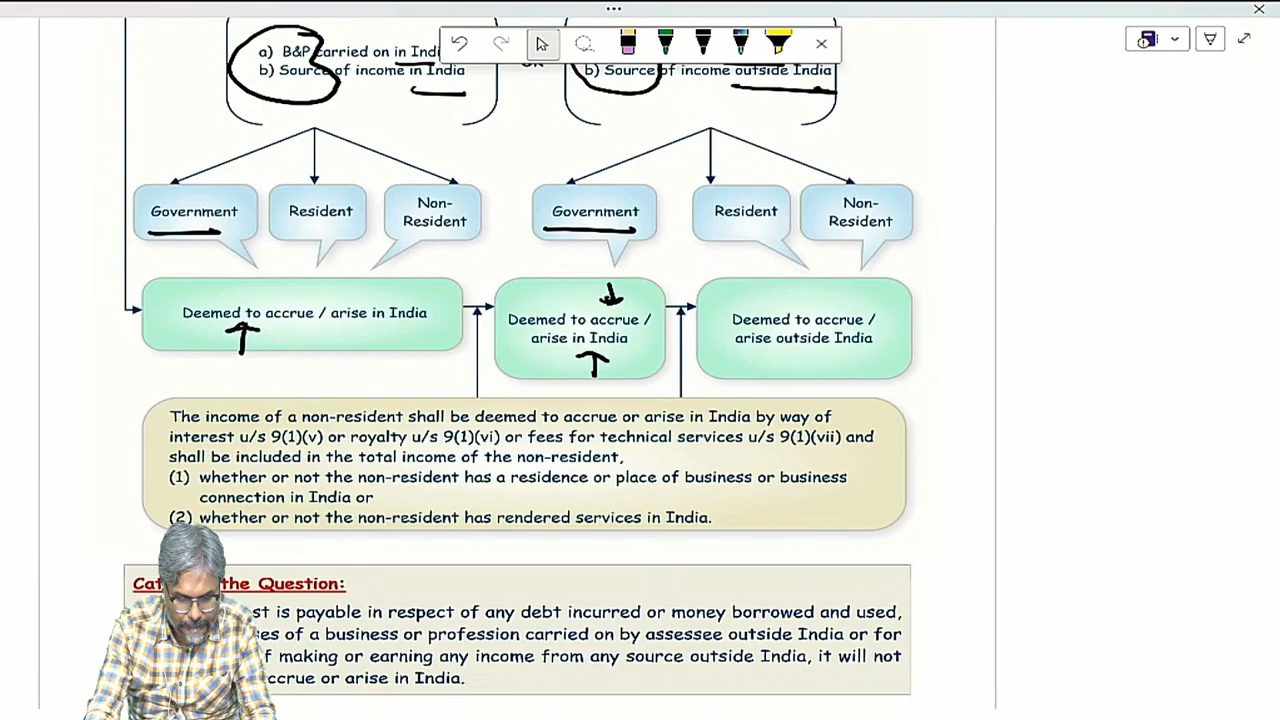 a) B&P carried on in Indi
b) Source of income in India
b) Source of income outside India
Government
Resident
Non-
Resident
Government
Resident
Non-
Resident
Deemed to accrue / arise in India
Deemed to accrue /
arise in India
Deemed to accrue /
arise outside India
The income of a non-resident shall be deemed to accrue or arise in India by way of
interest u/s 9(1)(v) or royalty u/s 9(1)(vi) or fees for technical services u/s 9(1)(vii) and
shall be included in the total income of the non-resident,
(1) whether or not the non-resident has a residence or place of business or business
connection in India or
(2) whether or not the non-resident has rendered services in India.
the Question:
is payable in respect of any debt incurred or money borrowed and used,
of a business or profession carried on by assessee outside India or for
making or earning any income from any source outside India, it will not
accrue or arise in India.